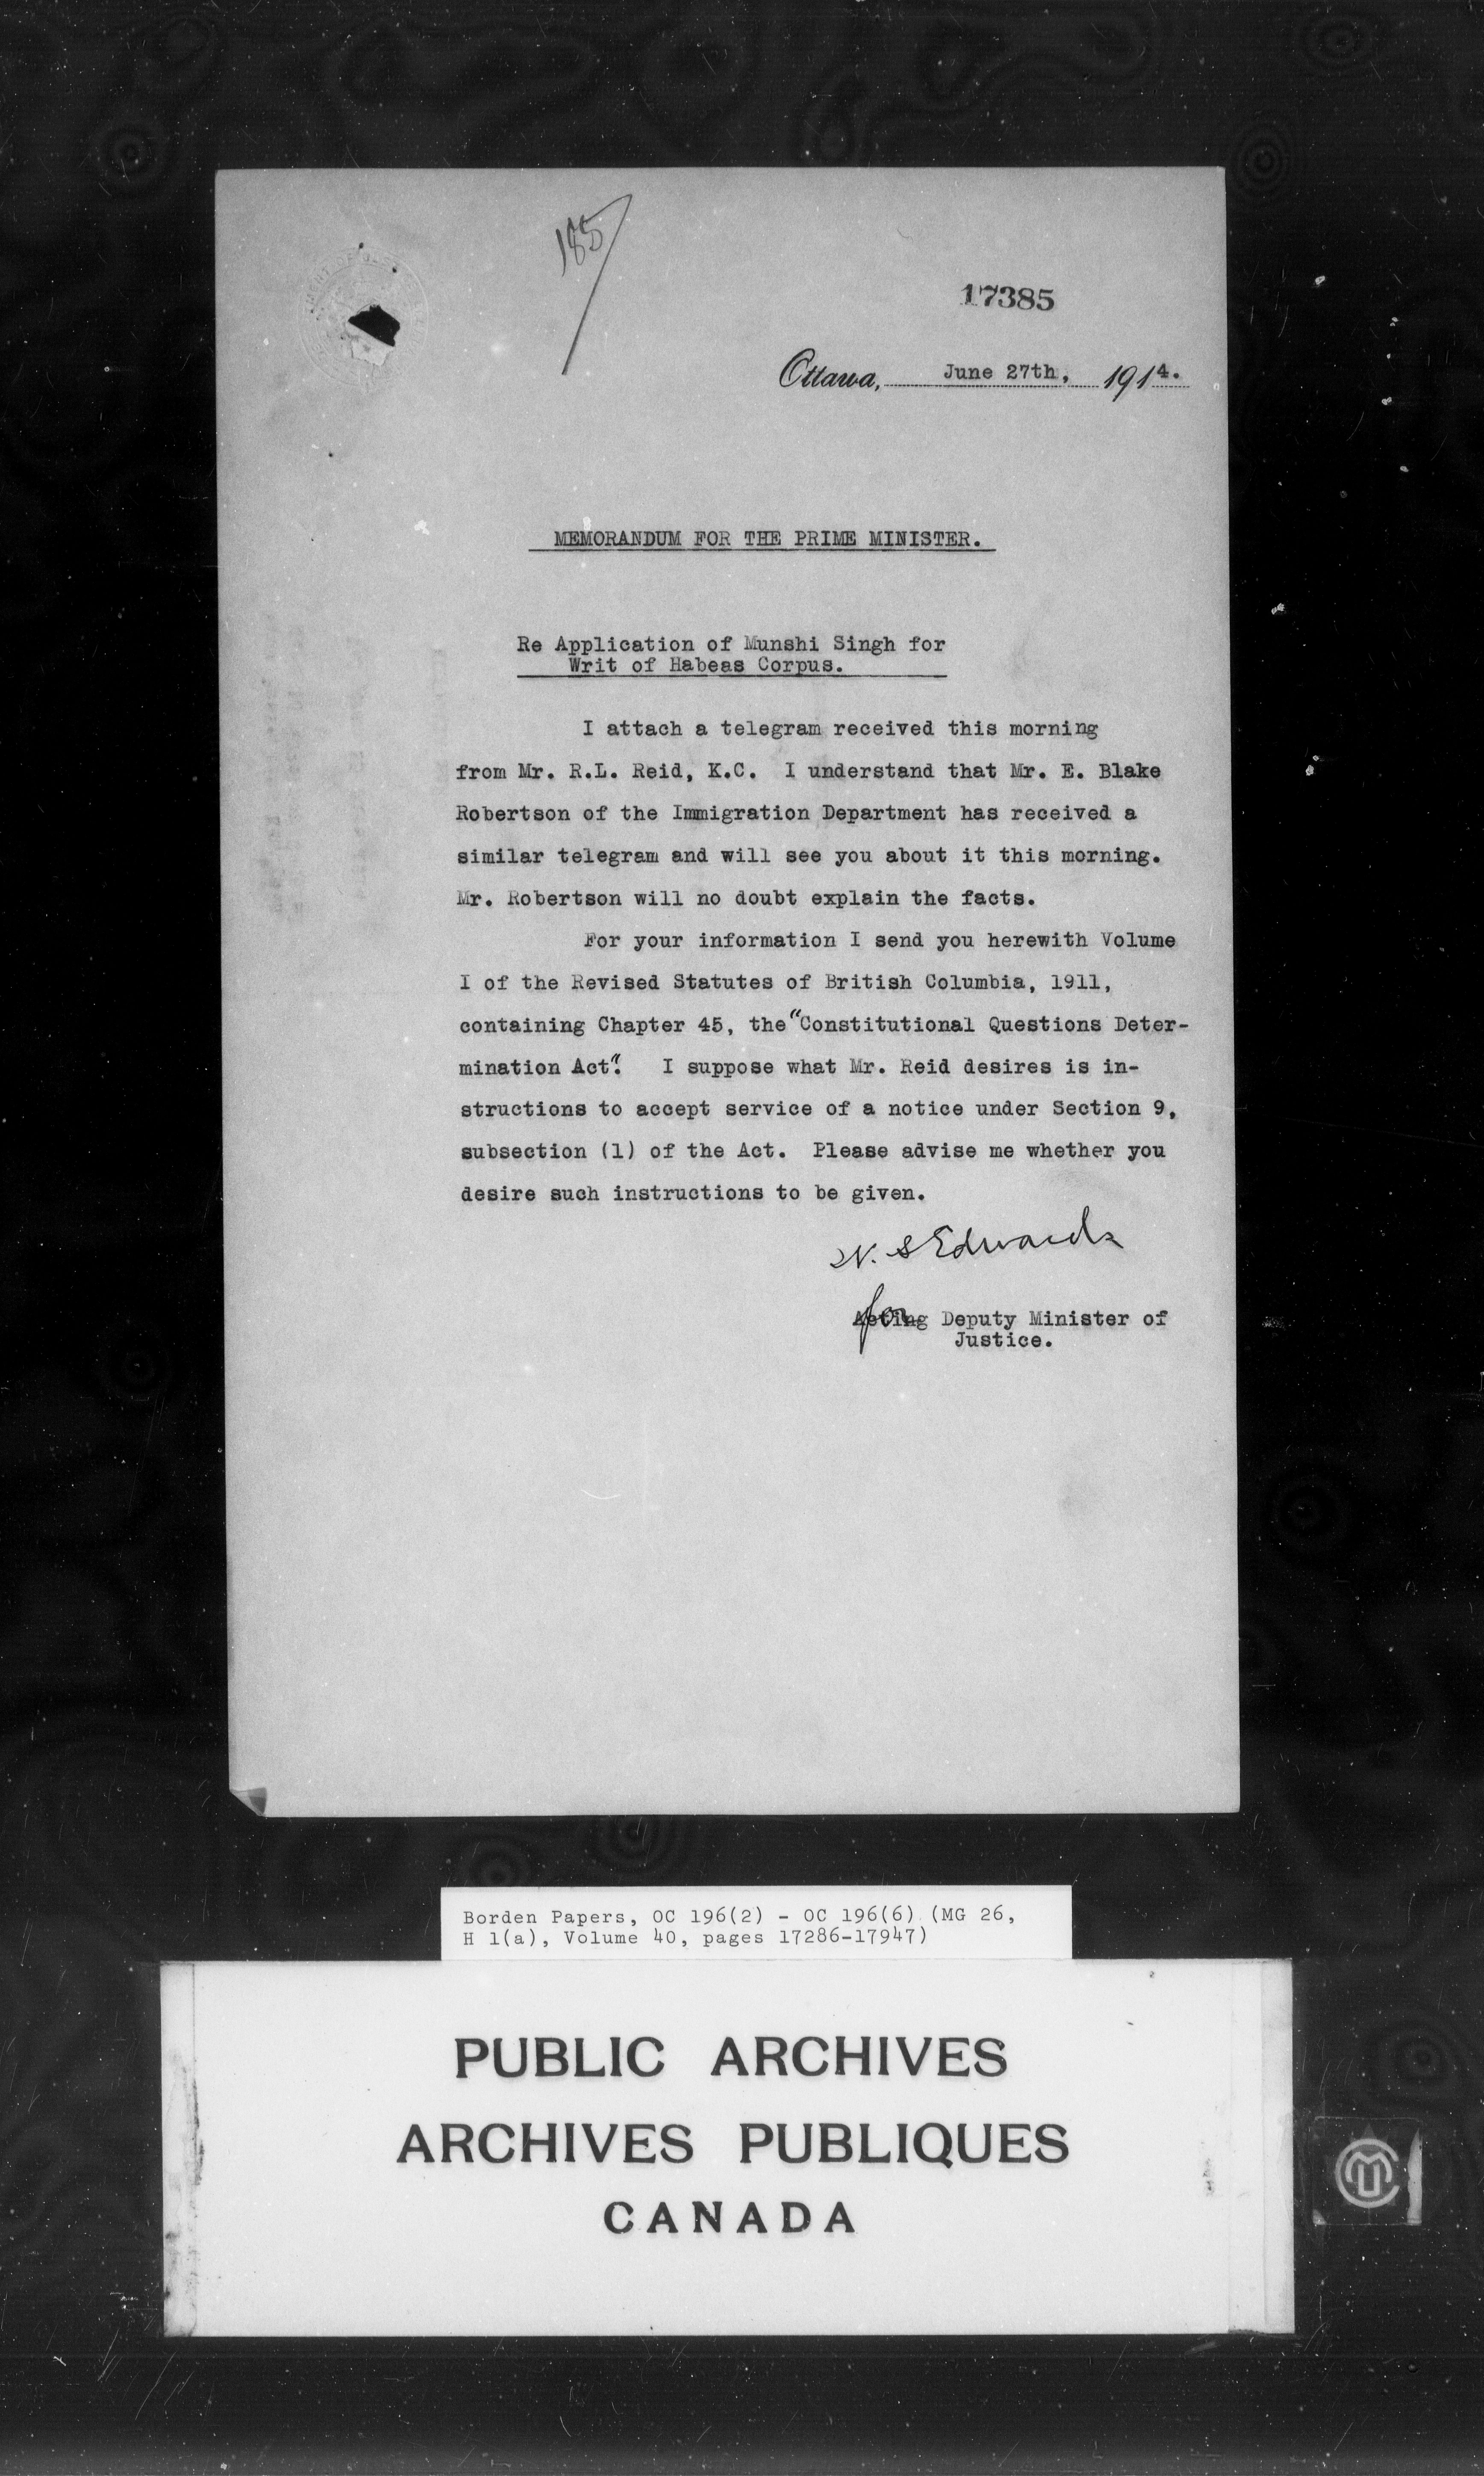 185
17385
Ottawa, June 27th, 1914.
MEMORANDUM FOR THE PRIME MINISTER.
Re Application of Munshi Singh for
Writ of Habeas Corpus.
I attach a telegram received this morning
from Mr. R.L. Reid, K.C. I understand that Mr. E. Blake
Robertson of the Immigration Department has received a
similar telegram and will see you about it this morning.
Mr. Robertson will no doubt explain the facts.
For your information I send you herewith Volume
I of the Revised Statutes of British Columbia, 1911,
containing Chapter 45, the "Constitutional Questions Deter-
mination Act". I suppose what Mr. Reid desires is in-
structions to accept service of a notice under Section 9,
subsection (1) of the Act. Please advise me whether you
desire such instructions to be given.
W. S Edwards
for
Acting Deputy Minister of
Justice.
Borden Papers, OC 196(2) - OC 196(6) (MG 26,
H 1(a), Volume 40, pages 17286-17947)
PUBLIC ARCHIVES
ARCHIVES PUBLIQUES
CANADA